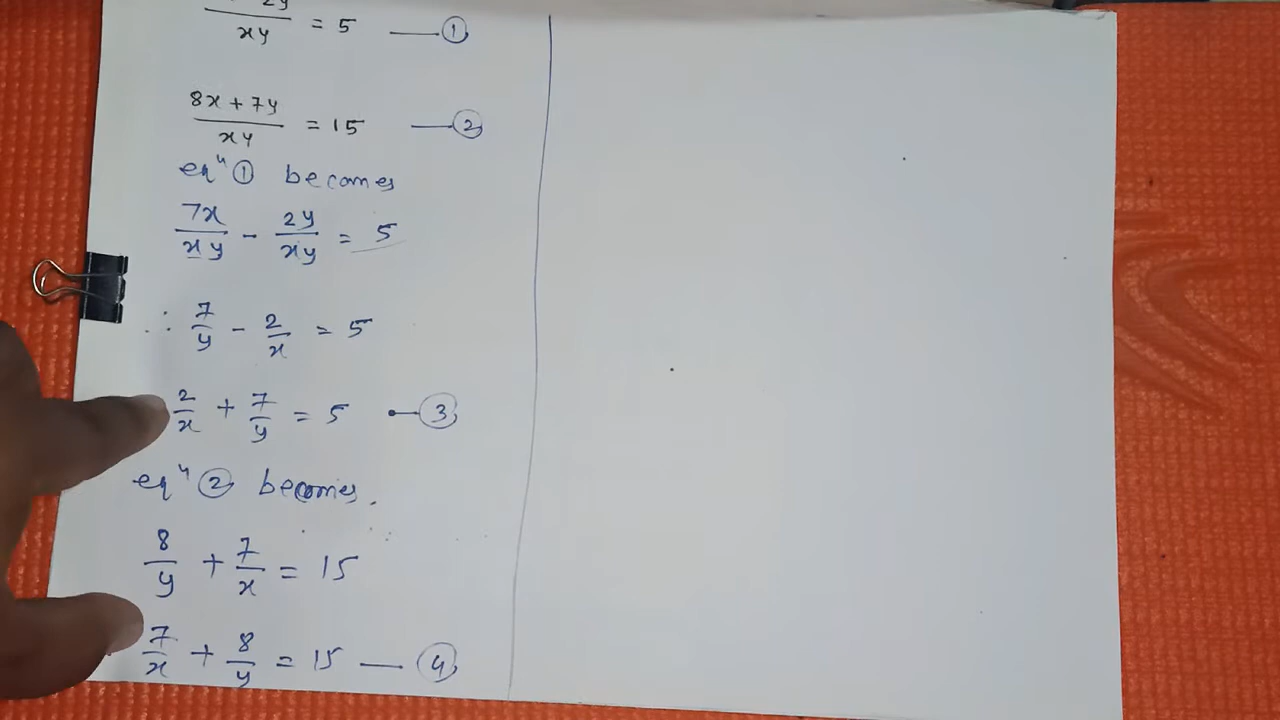 2y/xy = 5 —— ①
8x + 7y/xy = 15 —— ②
eqⁿ ① becomes
7x/xy - 2y/xy = 5
∴ 7/y - 2/x = 5
2/x + 7/y = 5 —— ③
eqⁿ ② becomes.
8/y + 7/x = 15
7/x + 8/y = 15 —— ④